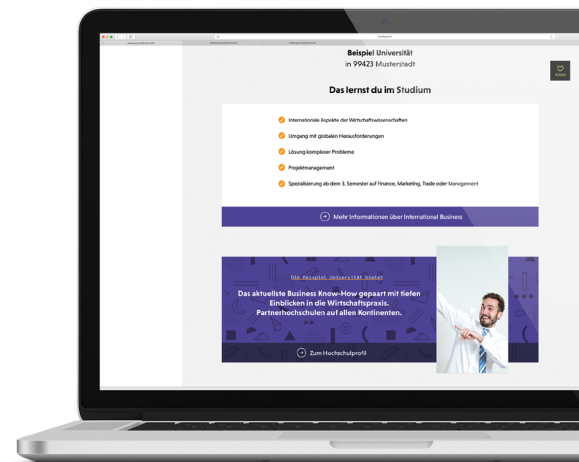 Beispiel Universität
in 99423 Musterstadt
Das lernst du im Studium
Internationale Aspekte der Wirtschaftswissenschaften
Umgang mit globalen Herausforderungen
Lösung komplexer Probleme
Projektmanagement
Spezialisierung ab dem 3. Semester auf Finance, Marketing, Trade oder Management
Mehr Informationen über International Business
Die Beispiel Universität bietet
Das aktuellste Business Know-How gepaart mit tiefen
Einblicken in die Wirtschaftspraxis.
Partnerhochschulen auf allen Kontinenten.
Zum Hochschulprofil